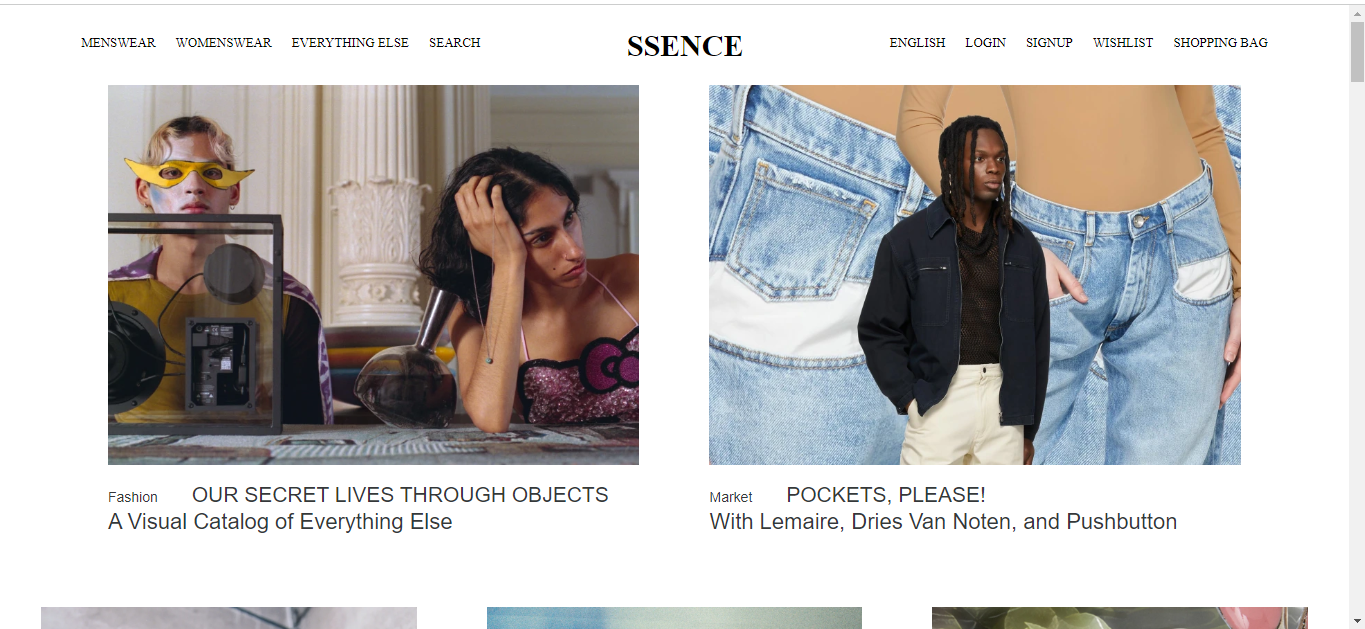 MENSWEAR WOMENSWEAR EVERYTHING ELSE SEARCH SSENCE ENGLISH LOGIN SIGNUP WISHLIST SHOPPING BAG
Fashion OUR SECRET LIVES THROUGH OBJECTS
A Visual Catalog of Everything Else
Market POCKETS, PLEASE!
With Lemaire, Dries Van Noten, and Pushbutton